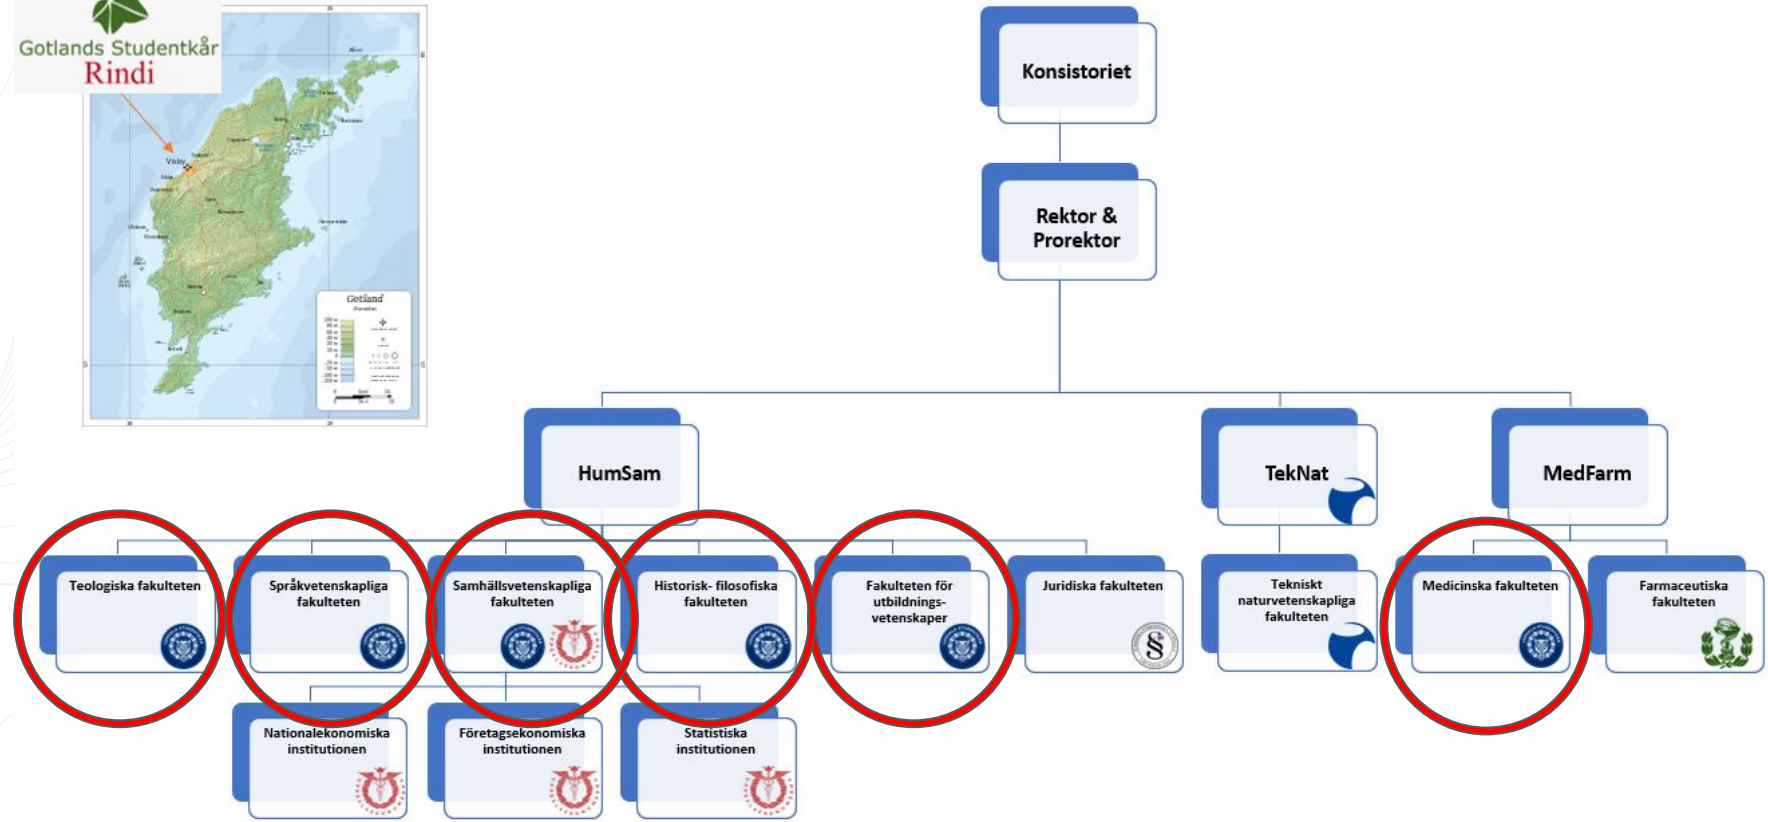 Gotlands Studentkår
Rindi
Visby
Gotland
Konsistoriet
Rektor &
Prorektor
HumSam
TekNat
MedFarm
Teologiska fakulteten
Språkvetenskapliga
fakulteten
Samhällsvetenskapliga
fakulteten
Historisk- filosofiska
fakulteten
Fakulteten för
utbildnings-
vetenskaper
Juridiska fakulteten
Tekniskt
naturvetenskapliga
fakulteten
Medicinska fakulteten
Farmaceutiska
fakulteten
Nationalekonomiska
institutionen
Företagsekonomiska
institutionen
Statistiska
institutionen
§